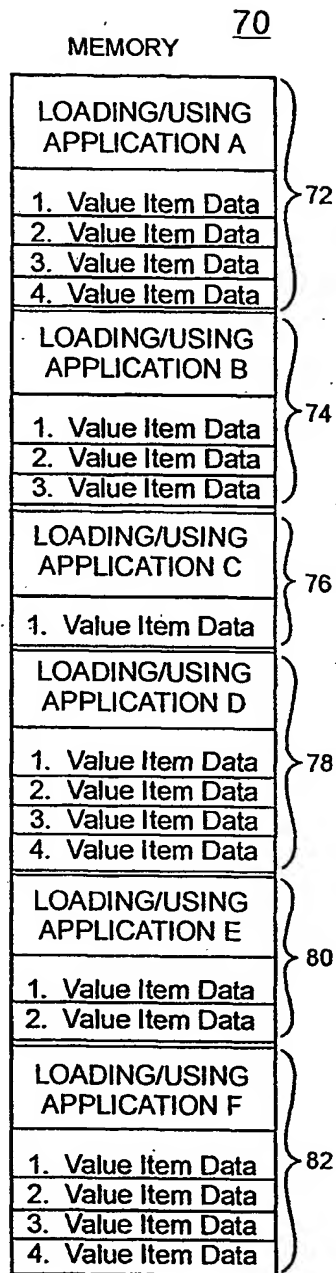 70
MEMORY
LOADING/USING
APPLICATION A
72
1. Value Item Data
2. Value Item Data
3. Value Item Data
4. Value Item Data
LOADING/USING
APPLICATION B
74
1. Value Item Data
2. Value Item Data
3. Value Item Data
LOADING/USING
APPLICATION C
76
1. Value Item Data
LOADING/USING
APPLICATION D
78
1. Value Item Data
2. Value Item Data
3. Value Item Data
4. Value Item Data
LOADING/USING
APPLICATION E
80
1. Value Item Data
2. Value Item Data
LOADING/USING
APPLICATION F
82
1. Value Item Data
2. Value Item Data
3. Value Item Data
4. Value Item Data